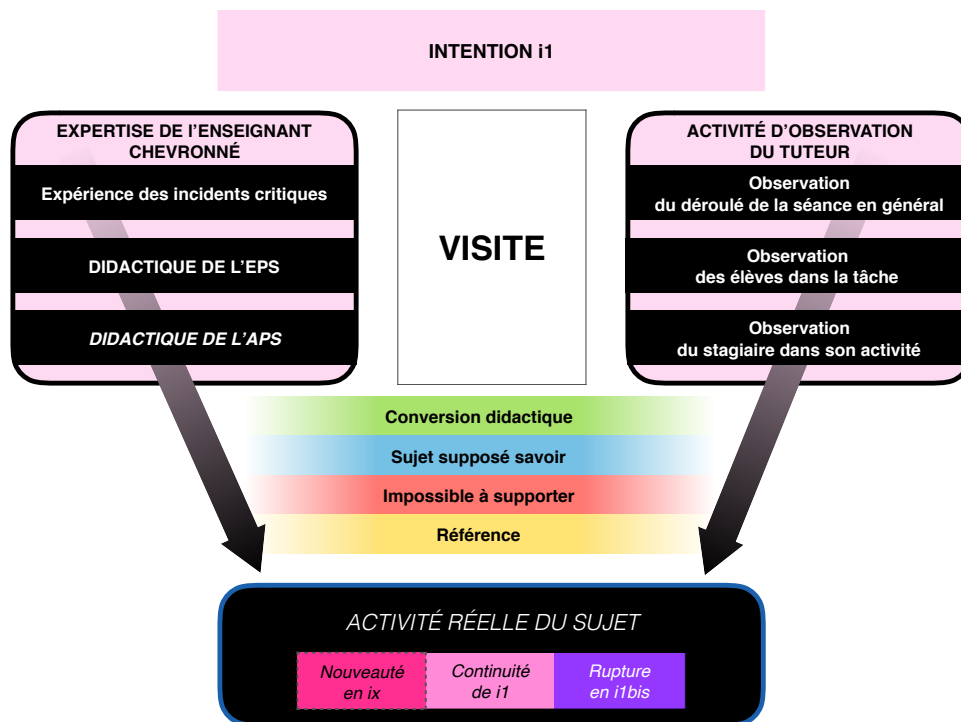 INTENTION i1
EXPERTISE DE l'ENSEIGNANT
CHEVRONNÉ
Expérience des incidents critiques
DIDACTIQUE DE L'EPS
DIDACTIQUE DE L'APS
VISITE
ACTIVITÉ D'OBSERVATION
DU TUTEUR
Observation
du déroulé de la séance en général
Observation
des élèves dans la tâche
Observation
du stagiaire dans son activité
Conversion didactique
Sujet supposé savoir
Impossible à supporter
Référence
ACTIVITÉ RÉELLE DU SUJET
Nouveauté
en ix
Continuité
de i1
Rupture
en i1bis